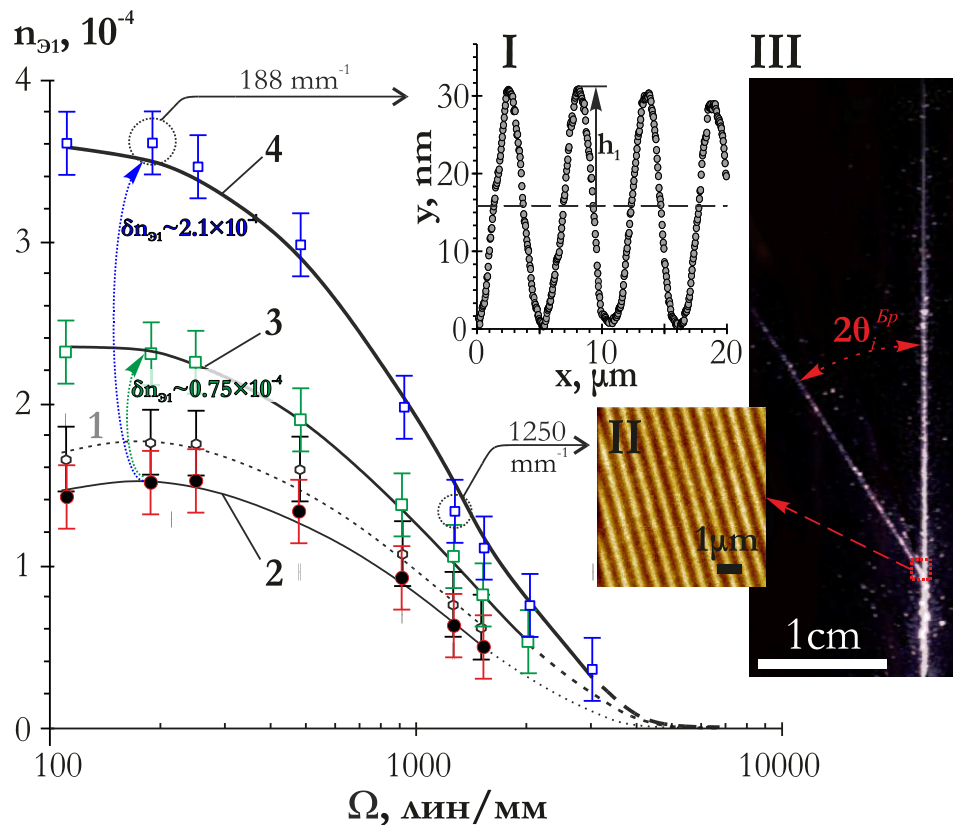 nэ1, 10⁻⁴
4
3
2
1
0
100
1000
10000
Ω, лин/мм
188 mm⁻¹
4
δnэ1~2.1×10⁻⁴
3
δnэ1~0.75×10⁻⁴
1
2
1250
mm⁻¹
I
y, nm
30
20
10
0
h₁
0
10
20
x, μm
II
1μm
III
2θᵢᴮᵖ
1cm